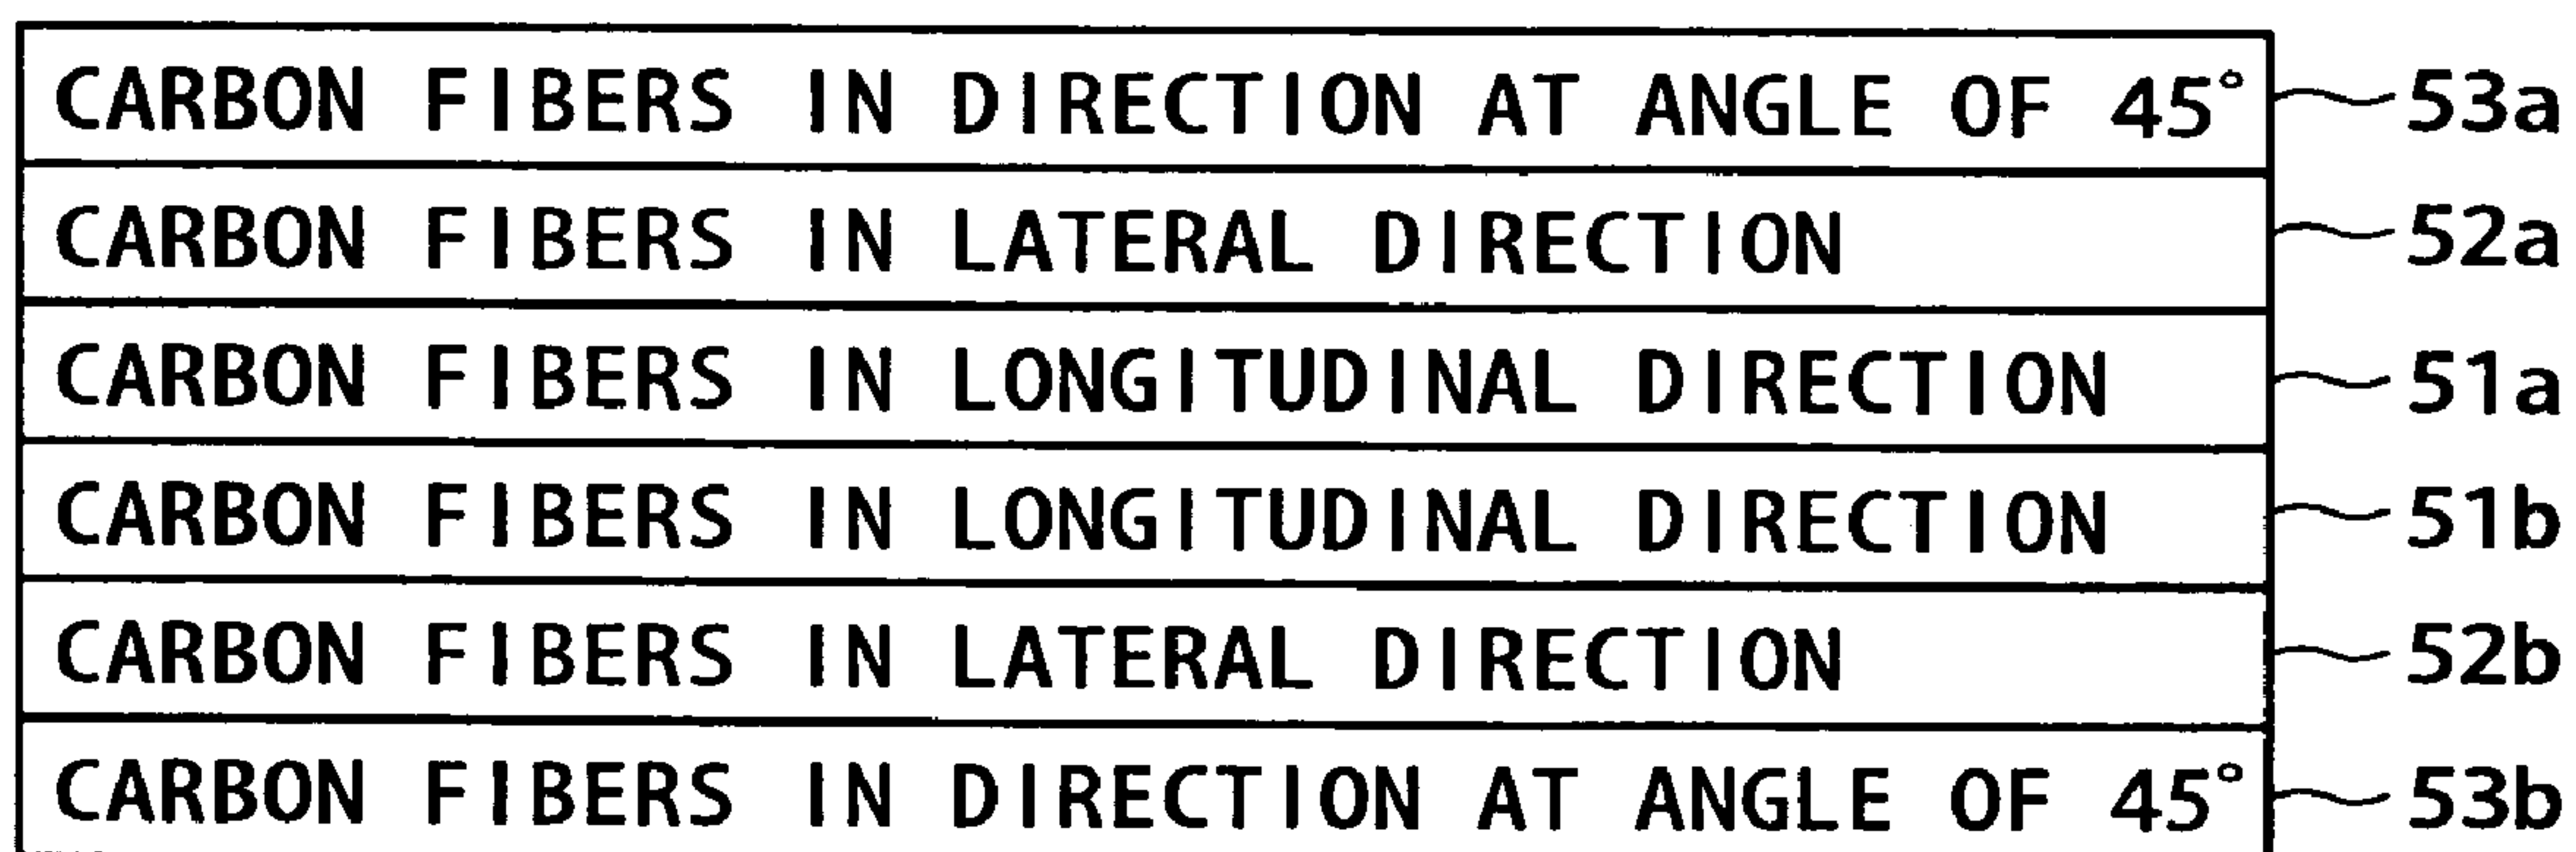 CARBON FIBERS IN DIRECTION AT ANGLE OF 45° 53a
CARBON FIBERS IN LATERAL DIRECTION 52a
CARBON FIBERS IN LONGITUDINAL DIRECTION 51a
CARBON FIBERS IN LONGITUDINAL DIRECTION 51b
CARBON FIBERS IN LATERAL DIRECTION 52b
CARBON FIBERS IN DIRECTION AT ANGLE OF 45° 53b